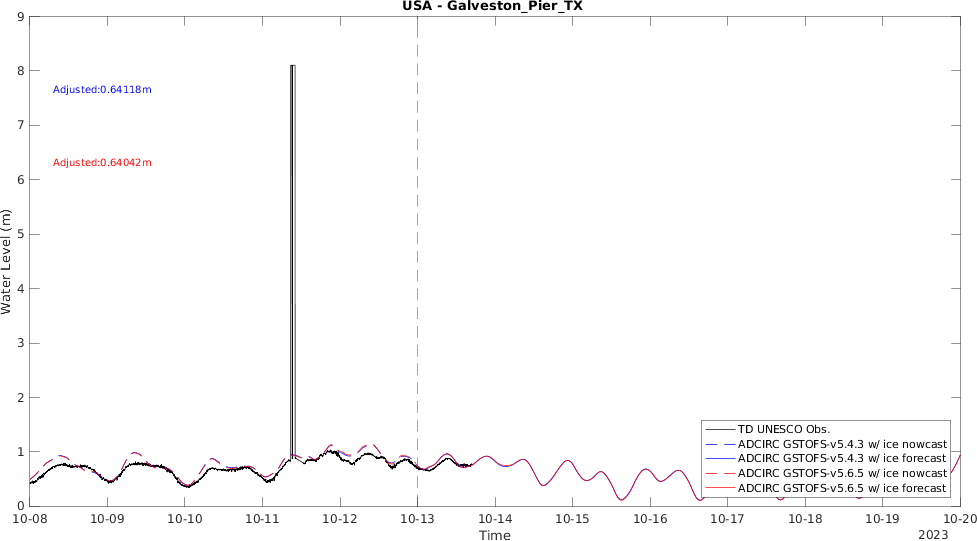 USA - Galveston_Pier_TX
9
8
7
6
5
4
3
2
1
0
Water Level (m)
Adjusted:0.64118m
Adjusted:0.64042m
TD UNESCO Obs.
ADCIRC GSTOFS-v5.4.3 w/ ice nowcast
ADCIRC GSTOFS-v5.4.3 w/ ice forecast
ADCIRC GSTOFS-v5.6.5 w/ ice nowcast
ADCIRC GSTOFS-v5.6.5 w/ ice forecast
10-08 10-09 10-10 10-11 10-12 10-13 10-14 10-15 10-16 10-17 10-18 10-19 10-20
Time
2023